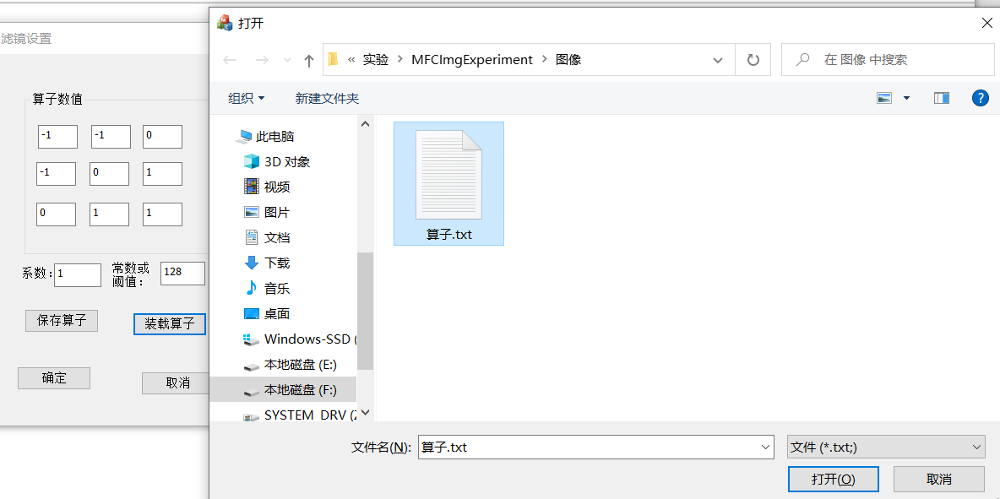 滤镜设置
算子数值
-1 -1 0
-1 0 1
0 1 1
系数: 1 常数或
阈值: 128
保存算子 装载算子
确定 取消
打开
« 实验 › MFCImgExperiment › 图像
在 图像 中搜索
组织 新建文件夹
?
此电脑
3D 对象
视频
图片
文档
下载
音乐
桌面
Windows-SSD (
本地磁盘 (E:)
本地磁盘 (F:)
SYSTEM_DRV (Z
算子.txt
文件名(N): 算子.txt 文件 (*.txt;)
打开(O) 取消